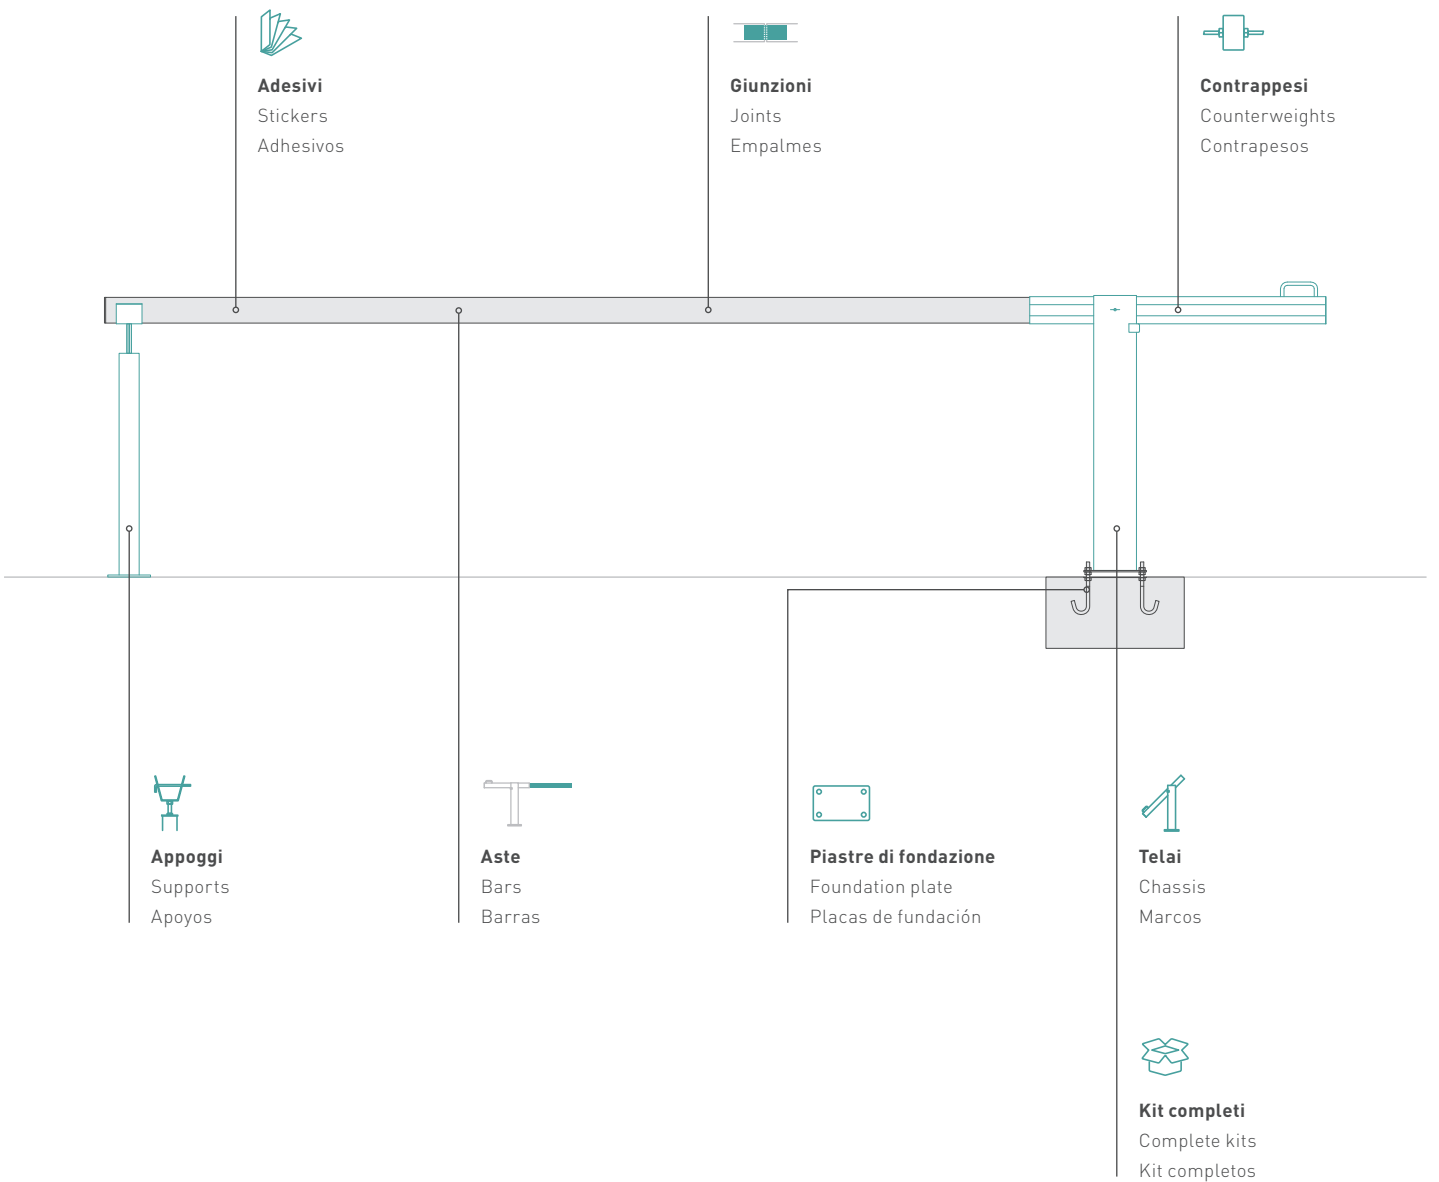 Adesivi
Stickers
Adhesivos
Giunzioni
Joints
Empalmes
Contrappesi
Counterweights
Contrapesos
Appoggi
Supports
Apoyos
Aste
Bars
Barras
Piastre di fondazione
Foundation plate
Placas de fundación
Telai
Chassis
Marcos
Kit completi
Complete kits
Kit completos